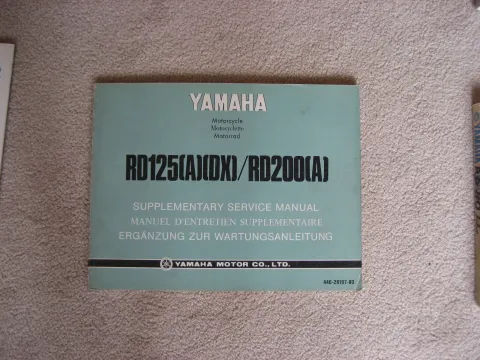 YAMAHA
Motorcycle
Motocyclette
Motorrad
RD125(A)(DX)/RD200(A)
SUPPLEMENTARY SERVICE MANUAL
MANUEL D'ENTRETIEN SUPPLEMENTAIRE
ERGÄNZUNG ZUR WARTUNGSANLEITUNG
YAMAHA MOTOR CO., LTD.